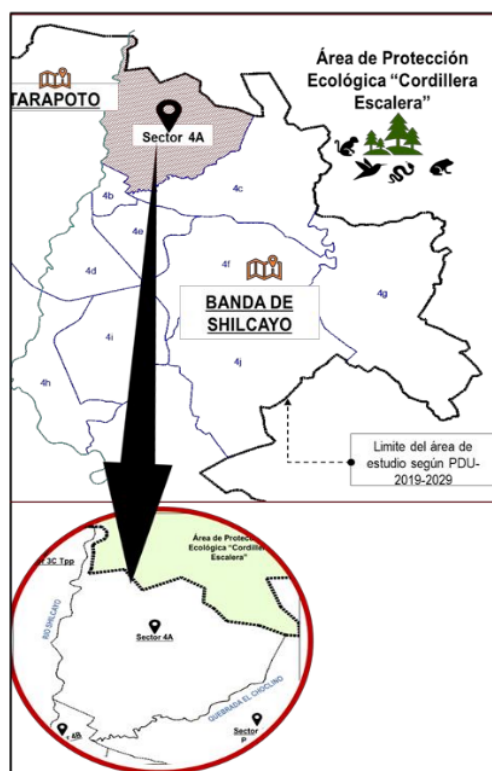 Área de Protección
Ecológica “Cordillera
Escalera”
TARAPOTO
Sector 4A
4b
4c
4e
4f
4d
4g
BANDA DE
SHILCAYO
4i
4j
4h
Limite del área de
estudio según PDU-
2019-2029
Área de Protec
Ecológica “Cordiller
Escalera”
3C Tpp
RIO SHILCAYO
Sector 4A
QUEBRADA EL CHOCLINO
4B
Sector
P